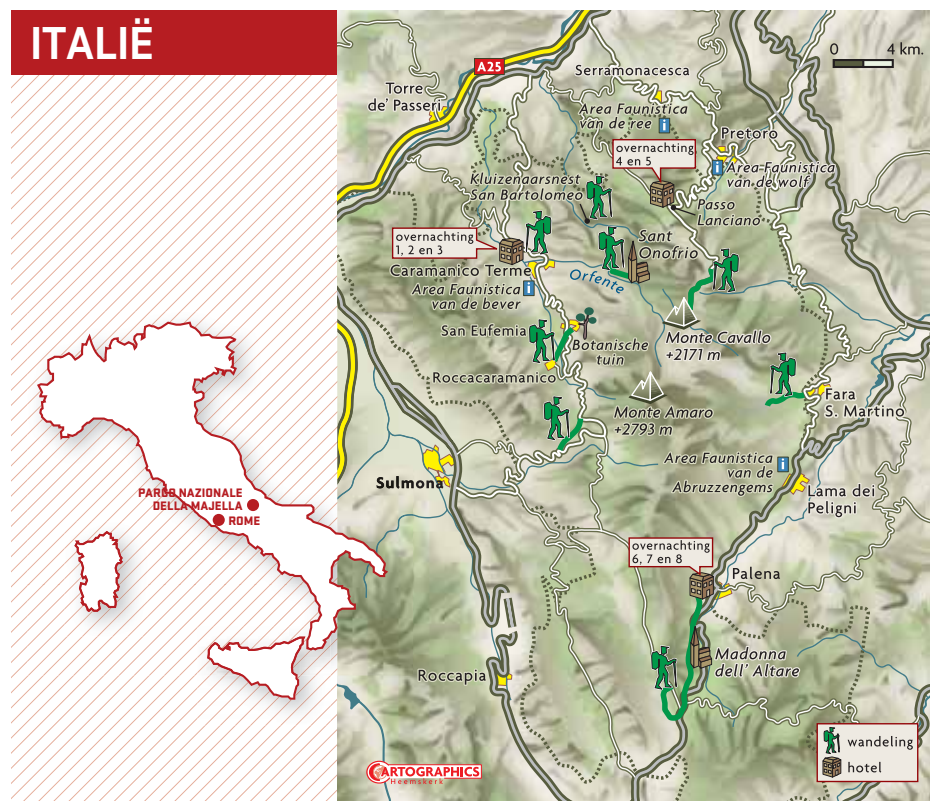 ITALIË
PARCO NAZIONALE
DELLA MAJELLA
ROME
A25
0 4 km.
Torre
de' Passeri
Serramonacesca
Area Faunistica
van de ree
i
Pretoro
overnachting
4 en 5
i
Area Faunistica
van de wolf
Kluizenaarsnest
San Bartolomeo
Passo
Lanciano
overnachting
1, 2 en 3
Sant
Onofrio
Caramanico Terme
Orfente
Area Faunistica
van de bever
i
San Eufemia
Botanische
tuin
Monte Cavallo
+2171 m
Roccacaramanico
Monte Amaro
+2793 m
Fara
S. Martino
Area Faunistica
van de
Abruzzengems
i
Sulmona
Lama dei
Peligni
overnachting
6, 7 en 8
Palena
Madonna
dell' Altare
Roccapia
wandeling
hotel
CARTOGRAPHICS
Heemskerk